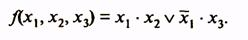 f(x₁, x₂, x₃) = x₁ · x₂ ∨ x̄₁ · x₃.